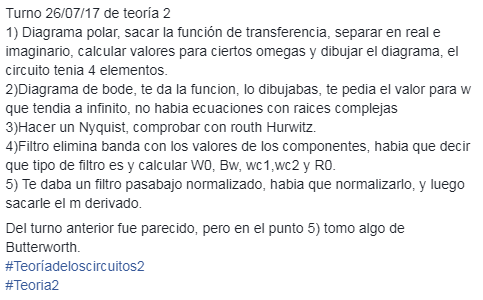 Turno 26/07/17 de teoría 2
1) Diagrama polar, sacar la función de transferencia, separar en real e
imaginario, calcular valores para ciertos omegas y dibujar el diagrama, el
circuito tenia 4 elementos.
2)Diagrama de bode, te da la funcion, lo dibujabas, te pedia el valor para w
que tendia a infinito, no habia ecuaciones con raices complejas
3)Hacer un Nyquist, comprobar con routh Hurwitz.
4)Filtro elimina banda con los valores de los componentes, habia que decir
que tipo de filtro es y calcular W0, Bw, wc1,wc2 y R0.
5) Te daba un filtro pasabajo normalizado, habia que normalizarlo, y luego
sacarle el m derivado.
Del turno anterior fue parecido, pero en el punto 5) tomo algo de
Butterworth.
#Teoríadeloscircuitos2
#Teoria2